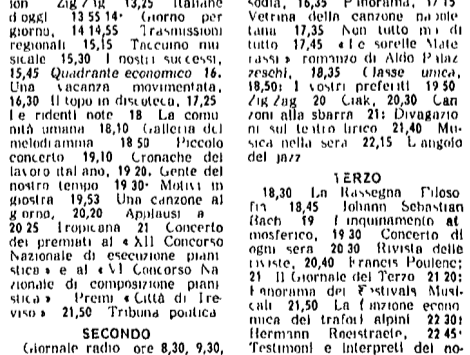 ion Zig / Zag 13,25 Italiane
d'oggi 13 55 14· Giorno per
giorno, 14 14,55 Trasmissioni
regionali 15,15 Taccuino mu
sicale 15,30 I nostri successi,
15,45 Quadrante economico 16.
Una vacanza movimentata,
16,30 Il topo in discoteca, 17,25
Le ridenti note 18 La comu
nità umana 18,10 Galleria del
melodramma 18 50 Piccolo
concerto 19,10 Cronache del
lavoro ital ano, 19 20. Gente del
nostro tempo 19 30· Motivi in
giostra 19,53 Una canzone al
g orno, 20,20 Applausi a
20 25 Tropicana 21 Concerto
dei premiati al « XII Concorso
Nazionale di esecuzione piani
stica » e al « VI Concorso Na
zionale di composizione piani
stica » Premi « Città di Tre-
viso » 21,50 Tribuna politica
SECONDO
Giornale radio ore 8,30, 9,30,
sodia, 16,35 P inorama, 17 15
Vetrina della canzone na role
tana 17,35 Non tutto ma di
tutto 17,45 « Le sorelle Mate
rassi » romanzo di Aldo Palaz
zeschi, 18,35 Classe unica,
18,50: I vostri preferiti 19 50
Zig Zag 20 Ciak, 20,30 Can
zoni alla sbarra 21: Divagazio
ni sul teatro lirico 21,40 Mu-
sica nella sera 22,15 L angolo
del jazz
TERZO
18,30 La Rassegna Filoso
fia 18,45 Johann Sebastian
Bach 19 I inquinamento at
mosferico, 19 30 Concerto di
ogni sera 20 30 Rivista delle
riviste, 20,40 Francis Poulenc;
21 Il Giornale del Terzo 21 20:
Panorama dei Festivals Musi-
cali 21,50 La f inzione econo
mica dei trafori alpini 22 30:
Hermann 22 45·
Testimoni e Interpreti del no-